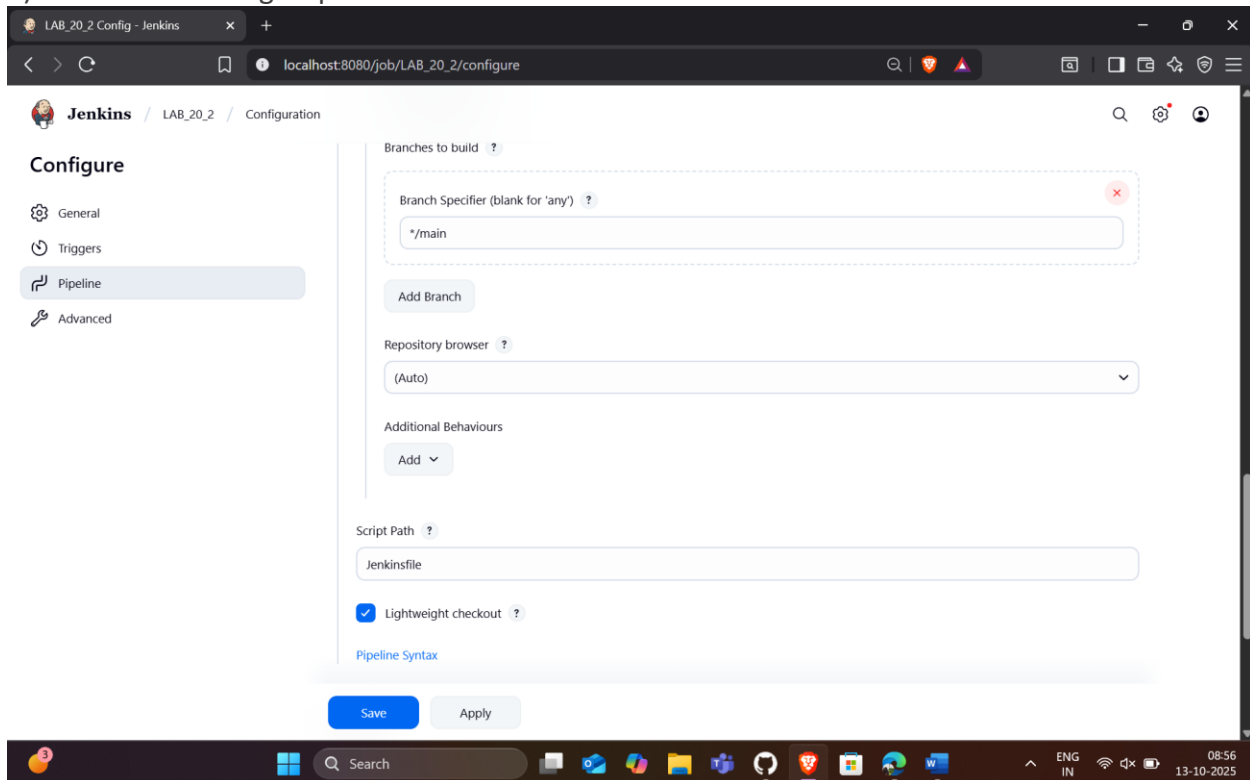 LAB_20_2 Config - Jenkins
localhost:8080/job/LAB_20_2/configure
Jenkins / LAB_20_2 / Configuration
Configure
General
Triggers
Pipeline
Advanced
Branches to build ?
Branch Specifier (blank for 'any') ?
*/main
Add Branch
Repository browser ?
(Auto)
Additional Behaviours
Add
Script Path ?
Jenkinsfile
Lightweight checkout ?
Pipeline Syntax
Save Apply
3
Search
ENG
IN
08:56
13-10-2025